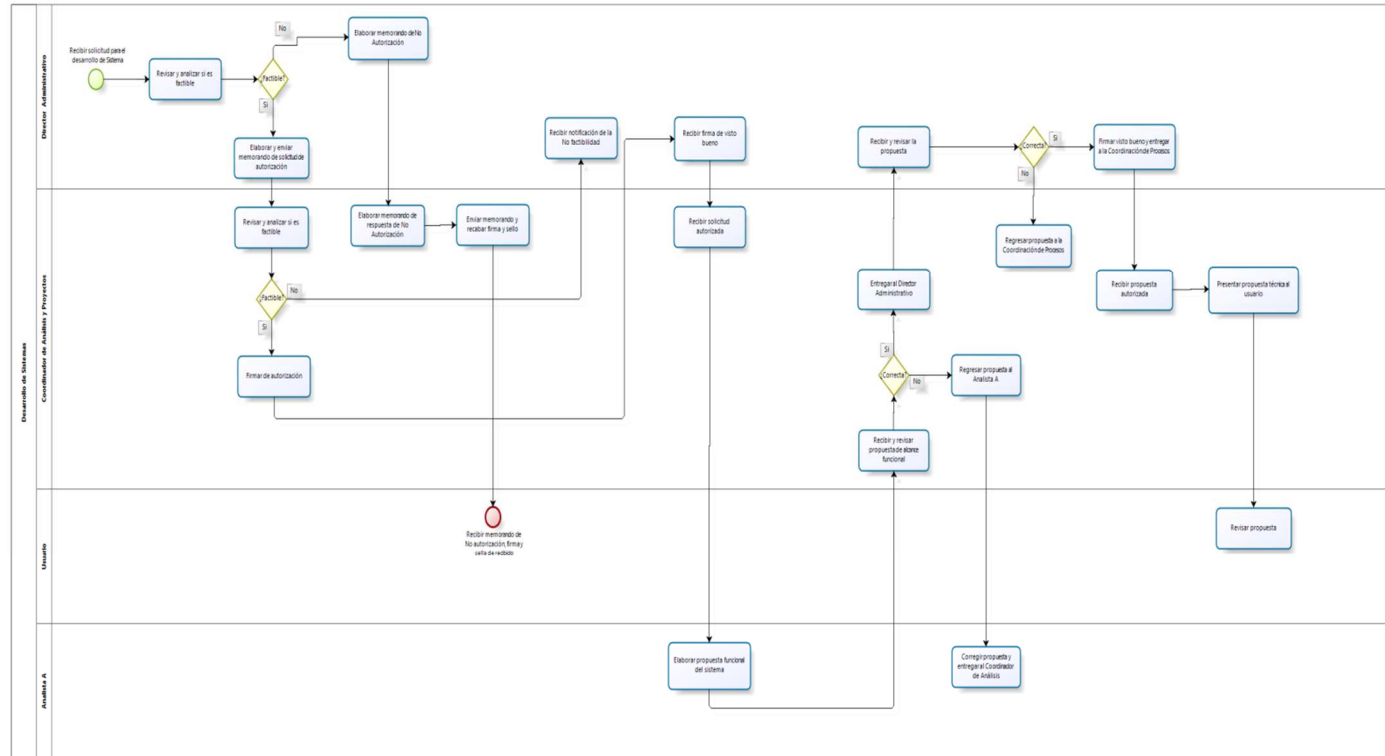 Desarrollo de Sistemas
Director Administrativo
Recibir solicitud para el
desarrollo de Sistema
Revisar y analizar si es
factible
¿Factible?
No
Si
Elaborar memorando de No
Autorización
Elaborar y enviar
memorando de solicitud de
autorización
Recibir notificación de la
No factibilidad
Recibir firma de visto
bueno
Recibir y revisar la
propuesta
¿Correcta?
Si
No
Firmar visto bueno y entregar
a la Coordinación de Procesos
Coordinador de Análisis y Proyectos
Revisar y analizar si es
factible
Elaborar memorando de
respuesta de No
Autorización
Enviar memorando y
recabar firma y sello
Recibir solicitud
autorizada
Regresar propuesta a la
Coordinación de Procesos
¿Factible?
No
Si
Firmar de autorización
Entregar al Director
Administrativo
Recibir propuesta
autorizada
Presentar propuesta técnica al
usuario
Si
¿Correcta?
No
Regresar propuesta al
Analista A
Recibir y revisar
propuesta de alcance
funcional
Usuario
Recibir memorando de
No autorización, firma y
sella de recibido
Revisar propuesta
Analista A
Elaborar propuesta funcional
del sistema
Corregir propuesta y
entregar al Coordinador
de Análisis